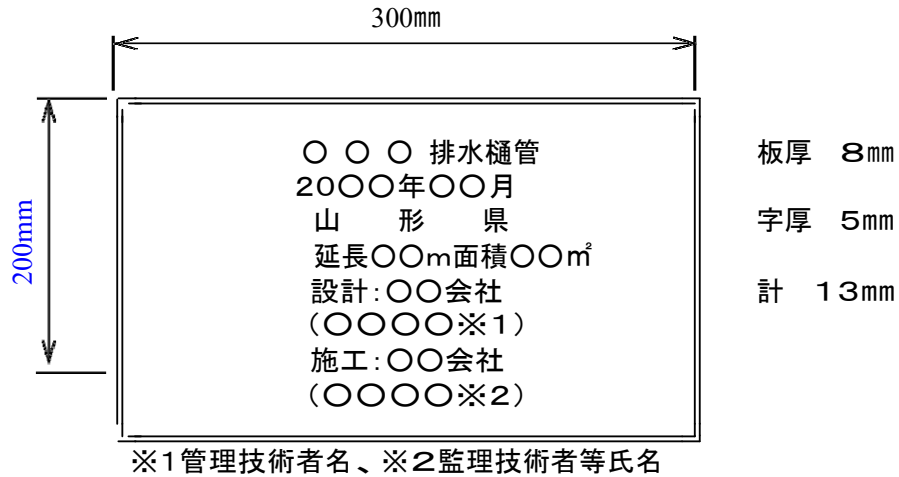 300㎜
200mm
○ ○ ○ 排水樋管
20○○年○○月
山 形 県
延長○○m面積○○㎡
設計:○○会社
(○○○○※1)
施工:○○会社
(○○○○※2)
板厚 8㎜
字厚 5㎜
計 13㎜
※1管理技術者名、※2監理技術者等氏名